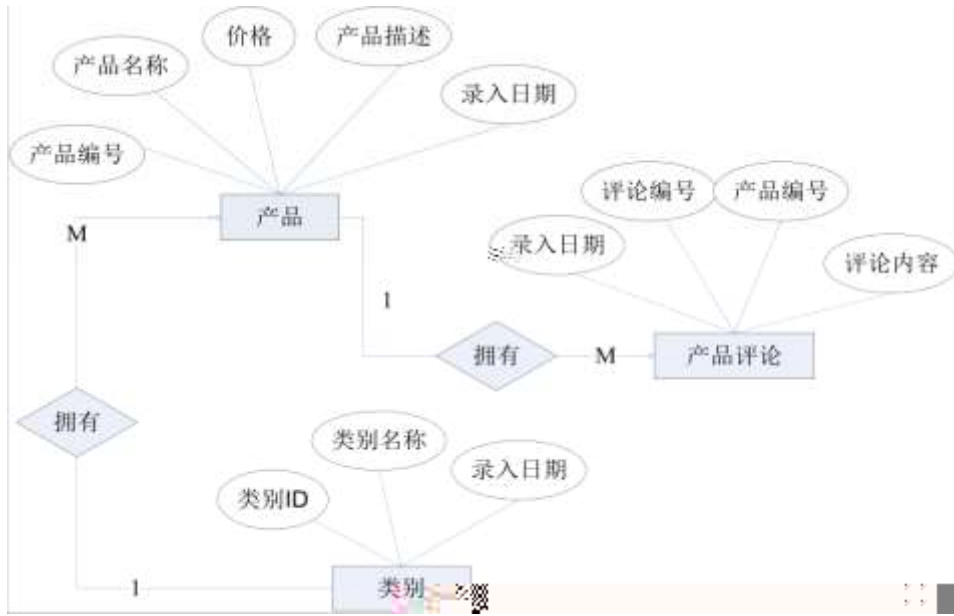 价格
产品描述
产品名称
录入日期
产品编号
评论编号
产品编号
产品
M
录入日期
评论内容
1
拥有
M
产品评论
拥有
类别名称
录入日期
类别ID
1
类别